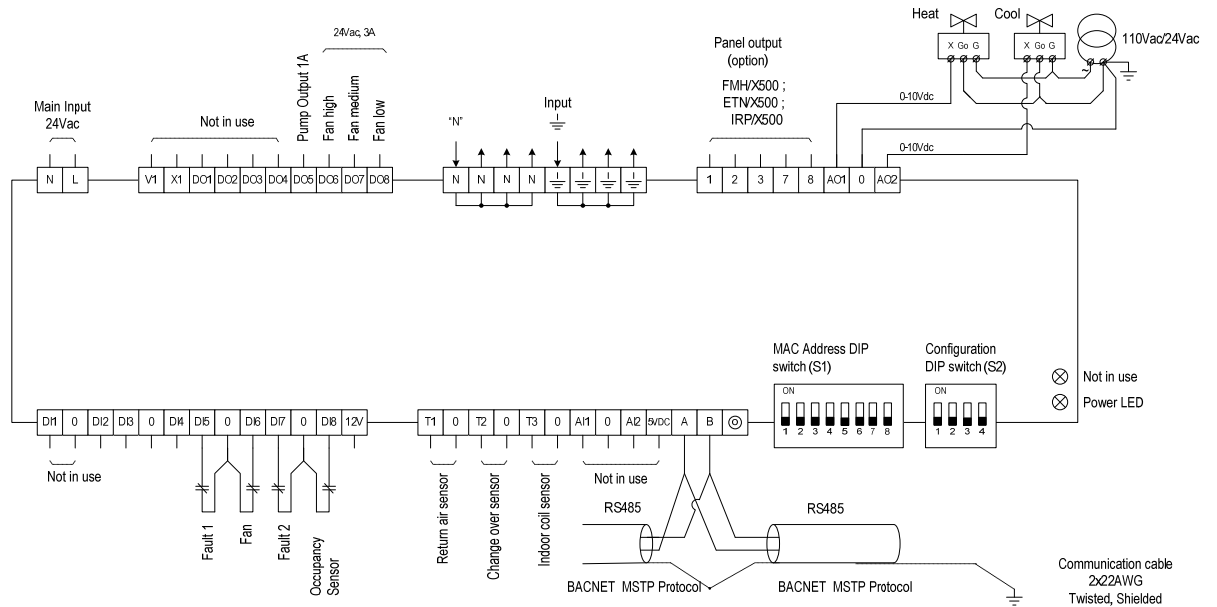 Heat
Cool
110Vac/24Vac
X Go G
X Go G
~
24Vac, 3A
Panel output
(option)
FMH/X500 ;
ETN/X500 ;
IRP/X500
0-10Vdc
0-10Vdc
Main Input
24Vac
Not in use
Pump Output 1A
Fan high
Fan medium
Fan low
"N"
Input
N L
V1 X1 DO1 DO2 DO3 DO4 DO5 DO6 DO7 DO8
N N N N
1 2 3 7 8 AO1 0 AO2
MAC Address DIP
switch (S1)
Configuration
DIP switch (S2)
ON
1 2 3 4 5 6 7 8
ON
1 2 3 4
Not in use
Power LED
DI1 0 DI2 DI3 0 DI4 DI5 0 DI6 DI7 0 DI8 12V
T1 0 T2 0 T3 0 AI1 0 AI2 5VDC A B
Not in use
Fault 1
Fan
Fault 2
Occupancy
Sensor
Return air sensor
Change over sensor
Indoor coil sensor
Not in use
RS485
RS485
BACNET MSTP Protocol
BACNET MSTP Protocol
Communication cable
2x22AWG
Twisted, Shielded